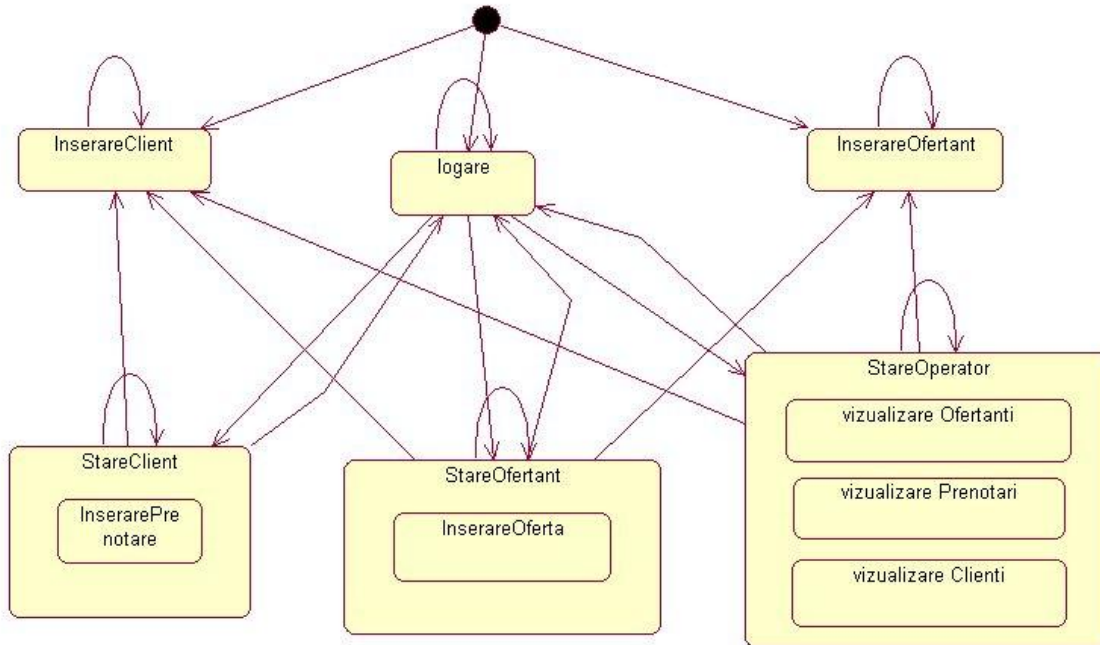 InserareClient
logare
InserareOfertant
StareClient
InserarePre
notare
StareOfertant
InserareOferta
StareOperator
vizualizare Ofertanti
vizualizare Prenotari
vizualizare Clienti